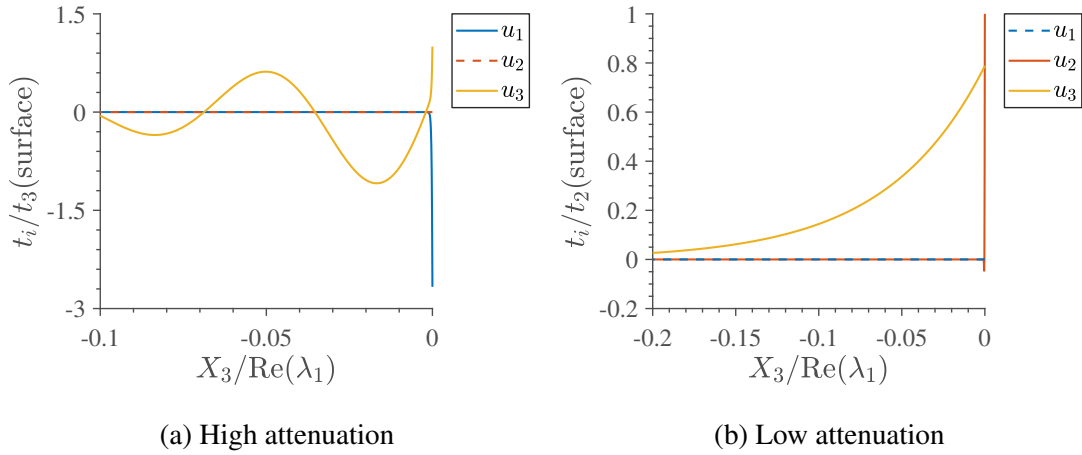 1.5
0
-1.5
-3
-0.1
-0.05
0
t_i/t_3(surface)
X_3/Re(λ_1)
u_1
u_2
u_3
(a) High attenuation
1
0.8
0.6
0.4
0.2
0
-0.2
-0.2
-0.15
-0.1
-0.05
0
t_i/t_2(surface)
X_3/Re(λ_1)
u_1
u_2
u_3
(b) Low attenuation